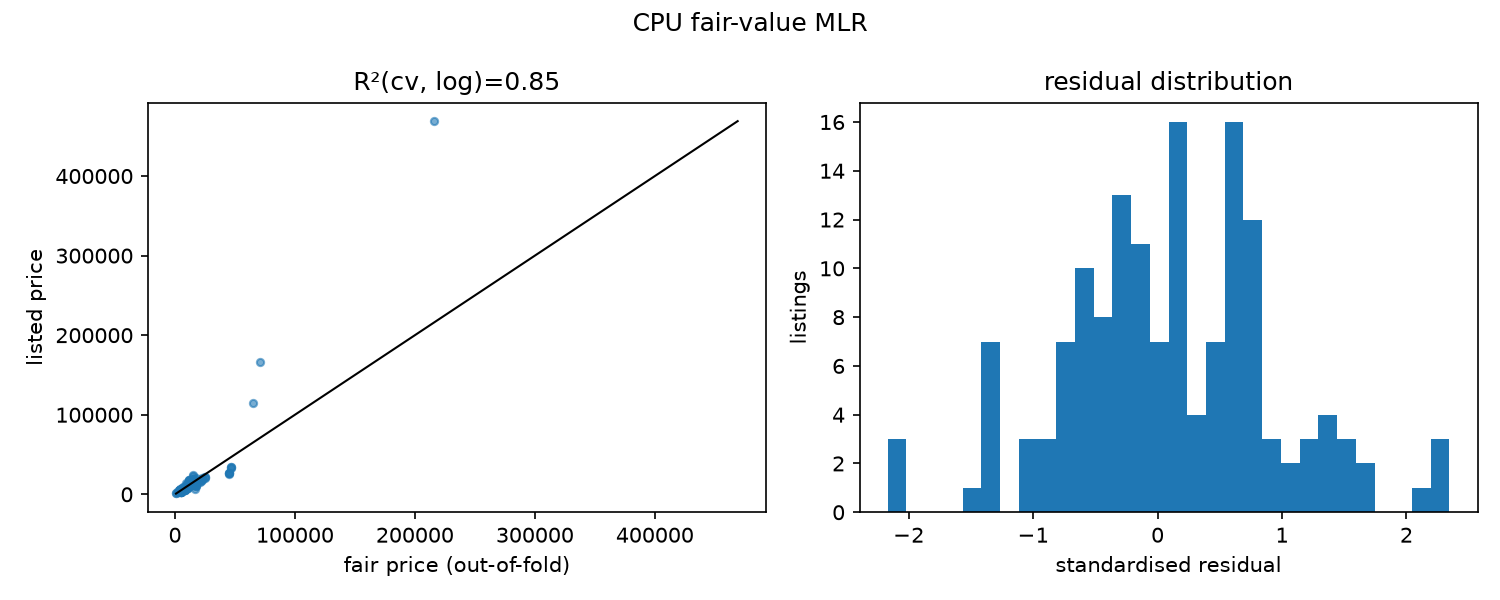 CPU fair-value MLR
R²(cv, log)=0.85
400000
300000
200000
100000
0
listed price
0 100000 200000 300000 400000
fair price (out-of-fold)
residual distribution
16
14
12
10
8
6
4
2
0
listings
−2 −1 0 1 2
standardised residual